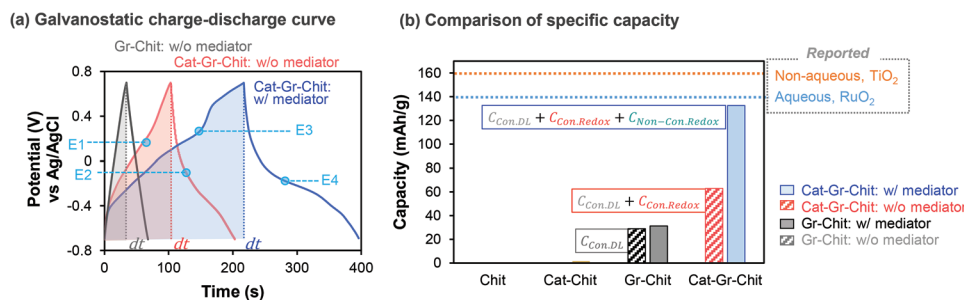 (a) Galvanostatic charge-discharge curve
Gr-Chit: w/o mediator
Cat-Gr-Chit: w/o mediator
Cat-Gr-Chit:
w/ mediator
0.8
0.4
0
-0.4
-0.8
Potential (V)
vs Ag/AgCl
E1
E2
E3
E4
dt
dt
dt
0
100
200
300
400
Time (s)
(b) Comparison of specific capacity
Reported
Non-aqueous, TiO₂
Aqueous, RuO₂
160
140
120
100
80
60
40
20
0
Capacity (mAh/g)
C_Con.DL + C_Con.Redox + C_Non-Con.Redox
C_Con.DL + C_Con.Redox
C_Con.DL
Cat-Gr-Chit: w/ mediator
Cat-Gr-Chit: w/o mediator
Gr-Chit: w/ mediator
Gr-Chit: w/o mediator
Chit
Cat-Chit
Gr-Chit
Cat-Gr-Chit